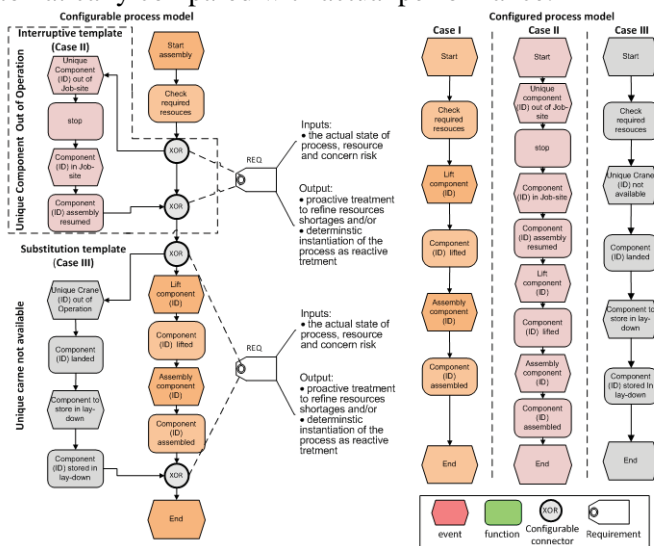 Configurable process model
Configured process model
Interruptive template
(Case II)
Unique
Component
(ID) out of
Job-site
stop
Component
(ID) in Job-
site
Component
(ID) assembly
resumed
Unique Component Out of Operation
Start
assembly
Check
required
resouces
XOR
XOR
REQ
Inputs:
• the actual state of
process, resource
and concern risk
Output:
• proactive treatment
to refine resources
shortages and/or
• determinstic
instantiation of the
process as reactive
tretment
Substitution template
(Case III)
XOR
Unique Crane
(ID) out of
Operation
Component
(ID) landed
Component to
store in lay-
down
Component
(ID) stored in
lay-down
Unique carne not available
Lift
component
(ID)
Component
(ID) lifted
Assembly
component
(ID)
Component
(ID)
assembled
XOR
End
REQ
Inputs:
• the actual state of
process, resource
and concern risk
Output:
• proactive treatment
to refine resources
shortages and/or
• determinstic
instantiation of the
process as reactive
tretment
Case I
Start
Check
required
resouces
Lift
component
(ID)
Component
(ID) lifted
Assembly
component
(ID)
Component
(ID)
assembled
End
Case II
Start
Unique
component
(ID) out of Job-
site
stop
Component
(ID) in Job-site
Component
(ID) assembly
resumed
Lift
component
(ID)
Component
(ID) lifted
Assembly
component
(ID)
Component
(ID)
assembled
End
Case III
Start
Check
required
resouces
Unique Crane
(ID) not
available
Component
(ID) landed
Component to
store in lay-
down
Component
(ID) stored In
lay-down
End
event
function
XOR
Configurable
connector
Requirement